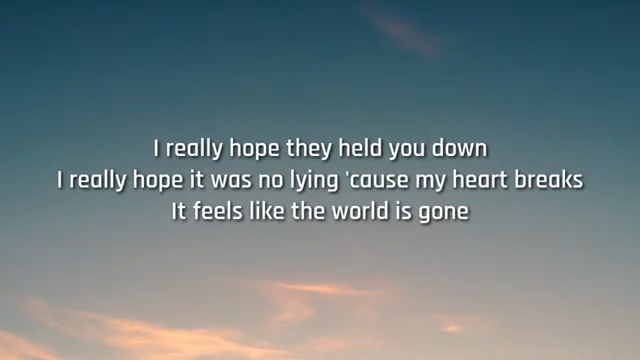 I really hope they held you down
I really hope it was no lying 'cause my heart breaks
It feels like the world is gone